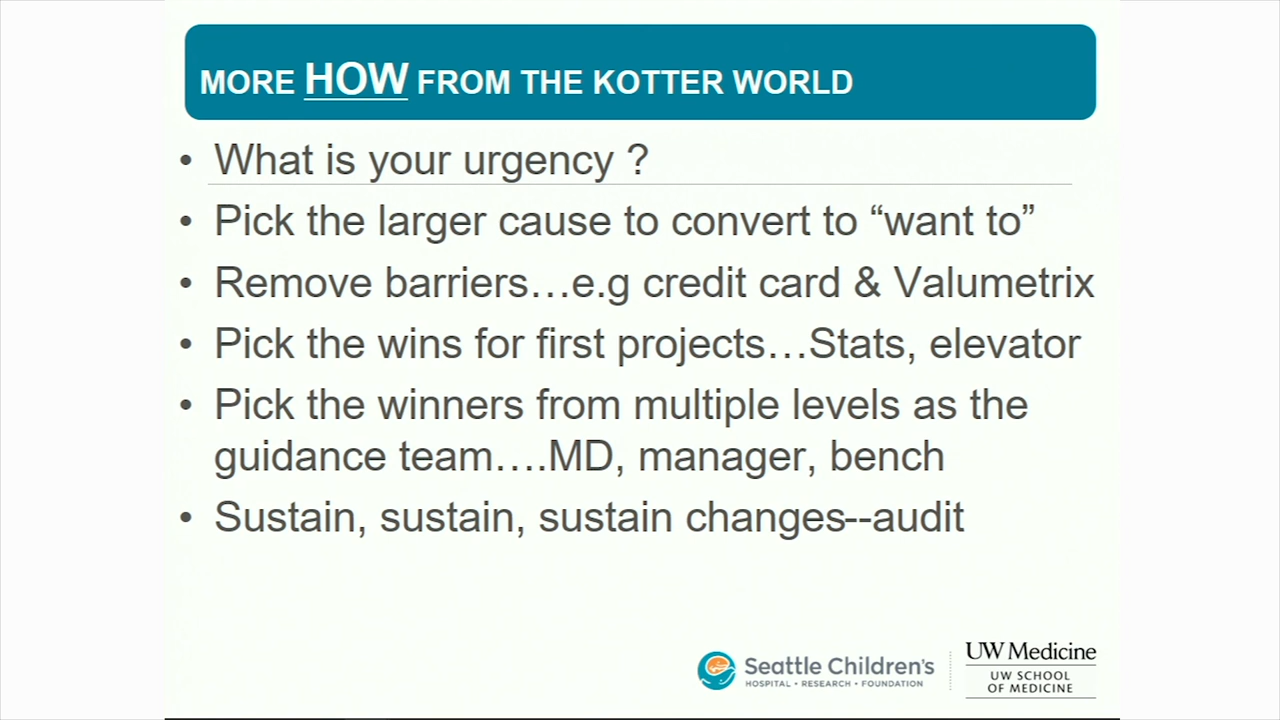 MORE HOW FROM THE KOTTER WORLD
• What is your urgency ?
• Pick the larger cause to convert to “want to”
• Remove barriers…e.g credit card & Valumetrix
• Pick the wins for first projects…Stats, elevator
• Pick the winners from multiple levels as the
guidance team….MD, manager, bench
• Sustain, sustain, sustain changes--audit
Seattle Children's
HOSPITAL • RESEARCH • FOUNDATION
UW Medicine
UW SCHOOL
OF MEDICINE